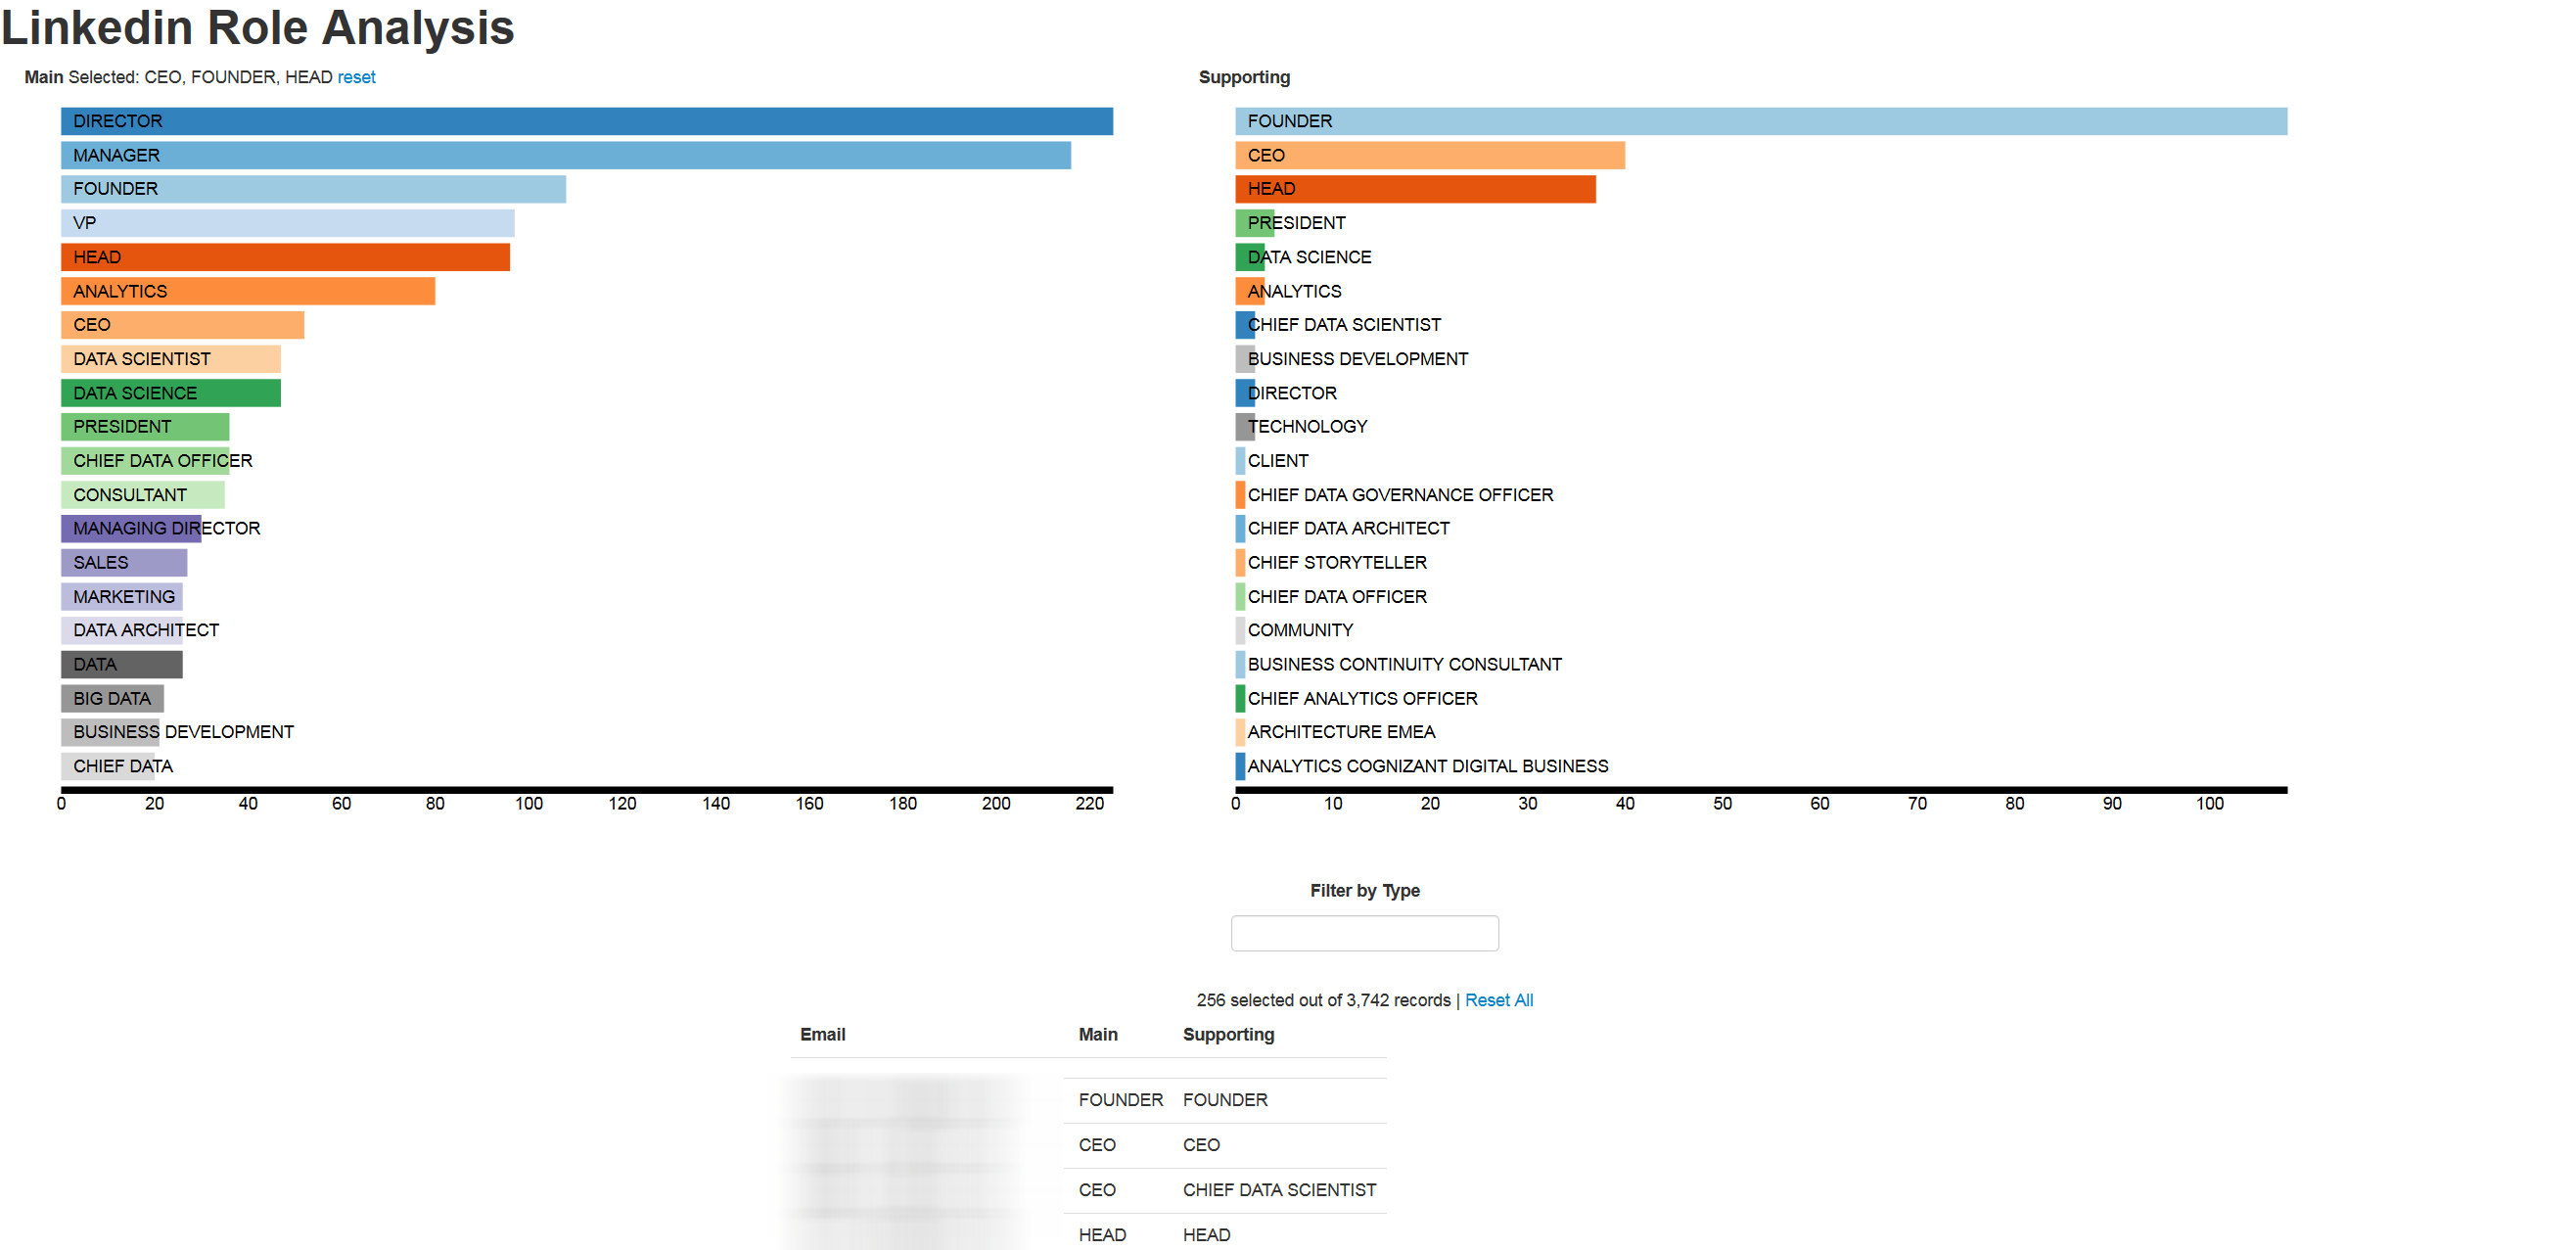 Linkedin Role Analysis
Main Selected: CEO, FOUNDER, HEAD reset
DIRECTOR
MANAGER
FOUNDER
VP
HEAD
ANALYTICS
CEO
DATA SCIENTIST
DATA SCIENCE
PRESIDENT
CHIEF DATA OFFICER
CONSULTANT
MANAGING DIRECTOR
SALES
MARKETING
DATA ARCHITECT
DATA
BIG DATA
BUSINESS DEVELOPMENT
CHIEF DATA
0 20 40 60 80 100 120 140 160 180 200 220
Supporting
FOUNDER
CEO
HEAD
PRESIDENT
DATA SCIENCE
ANALYTICS
CHIEF DATA SCIENTIST
BUSINESS DEVELOPMENT
DIRECTOR
TECHNOLOGY
CLIENT
CHIEF DATA GOVERNANCE OFFICER
CHIEF DATA ARCHITECT
CHIEF STORYTELLER
CHIEF DATA OFFICER
COMMUNITY
BUSINESS CONTINUITY CONSULTANT
CHIEF ANALYTICS OFFICER
ARCHITECTURE EMEA
ANALYTICS COGNIZANT DIGITAL BUSINESS
0 10 20 30 40 50 60 70 80 90 100
Filter by Type
256 selected out of 3,742 records | Reset All
Email Main Supporting
FOUNDER FOUNDER
CEO CEO
CEO CHIEF DATA SCIENTIST
HEAD HEAD